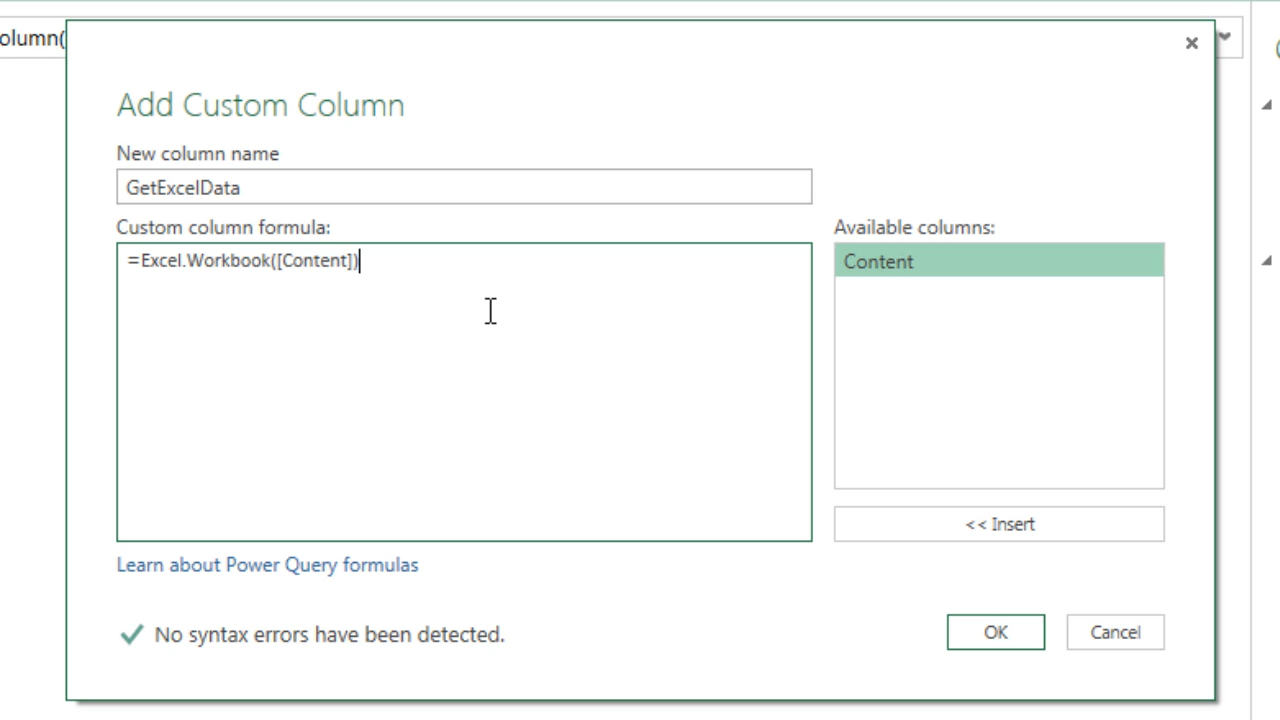 olumn(
Add Custom Column
New column name
GetExcelData
Custom column formula:
Available columns:
=Excel.Workbook([Content])
Content
<< Insert
Learn about Power Query formulas
No syntax errors have been detected.
OK
Cancel